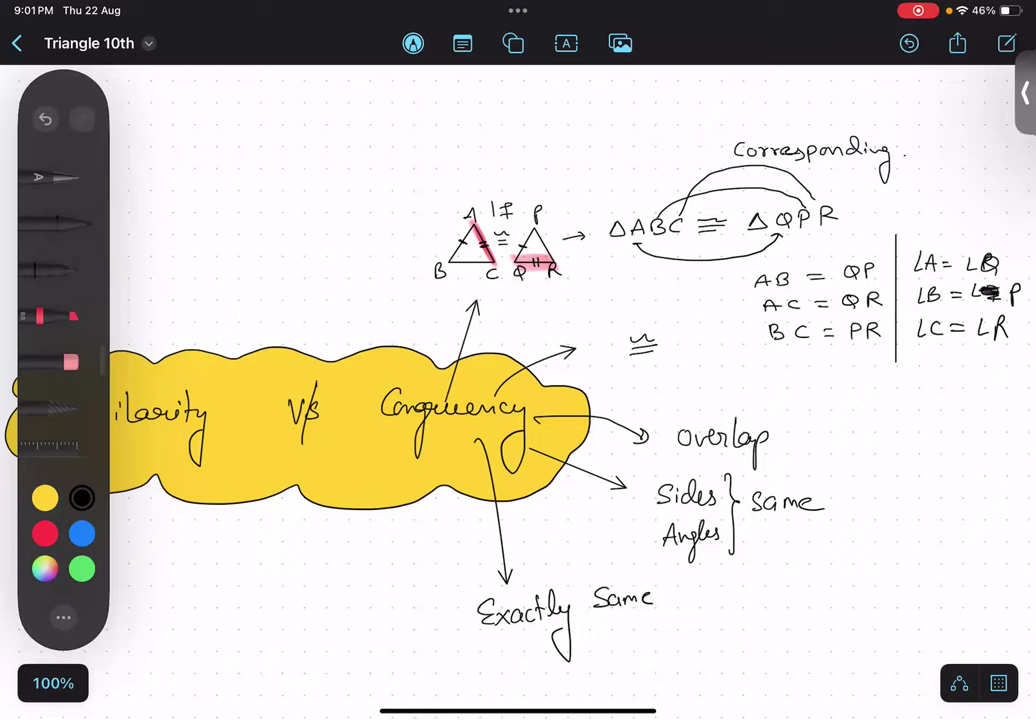 9:01PM Thu 22 Aug
46%
Triangle 10th
A
Corresponding.
A If P
≅
B C Q R
△ABC ≅ △QPR
AB = QP
AC = QR
BC = PR
∠A = ∠Q
∠B = ∠P
∠C = ∠R
≅
ilarity V/s Congruency
overlap
Sides
Angles
Same
Exactly Same
80
100%